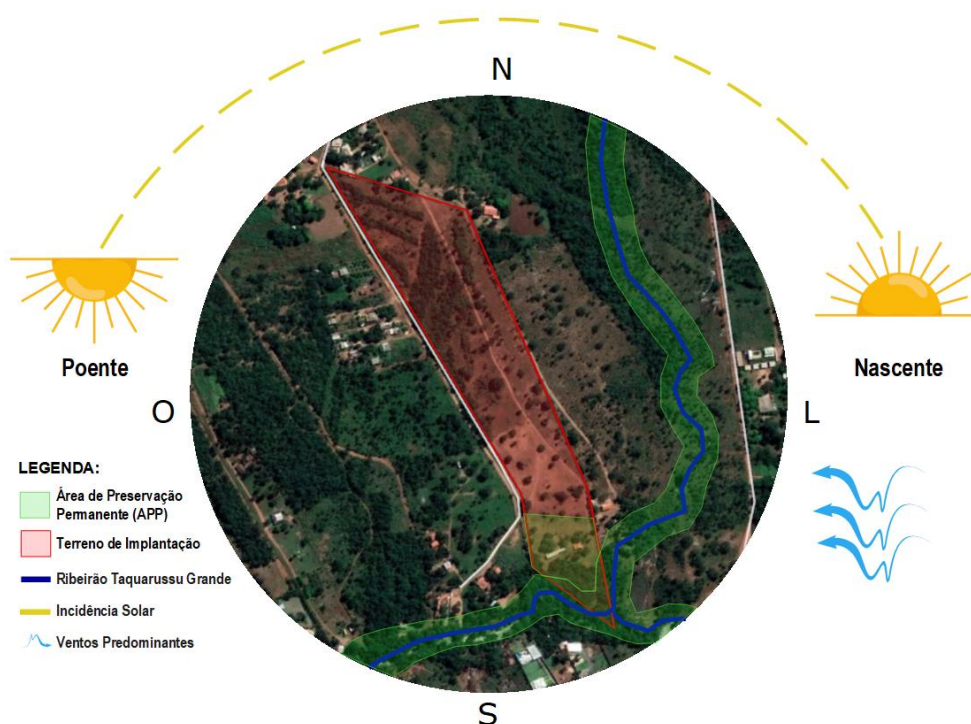 N
Poente
Nascente
O
L
LEGENDA:
Área de Preservação
Permanente (APP)
Terreno de Implantação
Ribeirão Taquarussu Grande
Incidência Solar
Ventos Predominantes
S